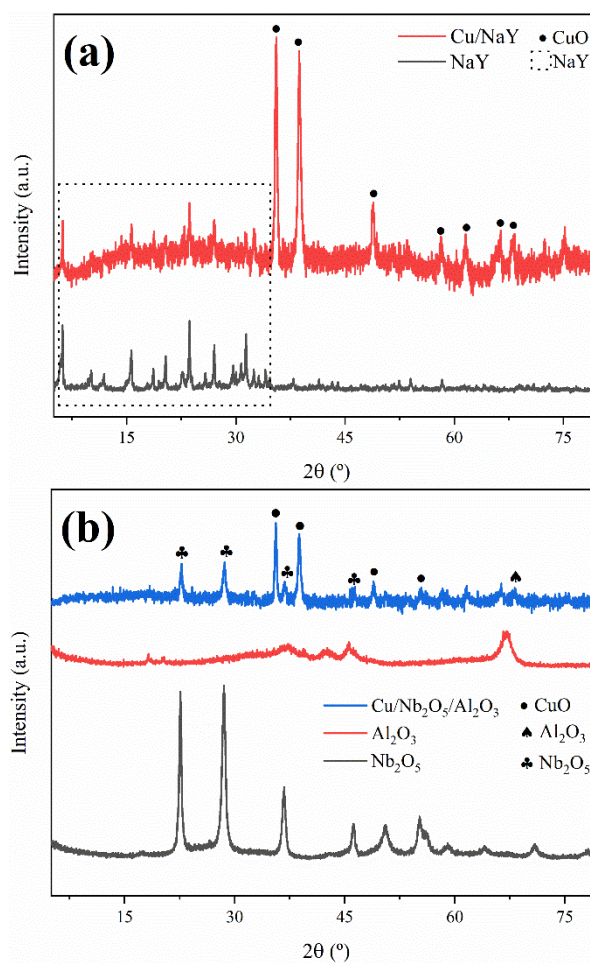 (a)
Cu/NaY
● CuO
NaY
NaY
Intensity (a.u.)
15 30 45 60 75
2θ (º)
(b)
Cu/Nb₂O₅/Al₂O₃
● CuO
Al₂O₃
♠ Al₂O₃
Nb₂O₅
♣ Nb₂O₅
Intensity (a.u.)
15 30 45 60 75
2θ (º)